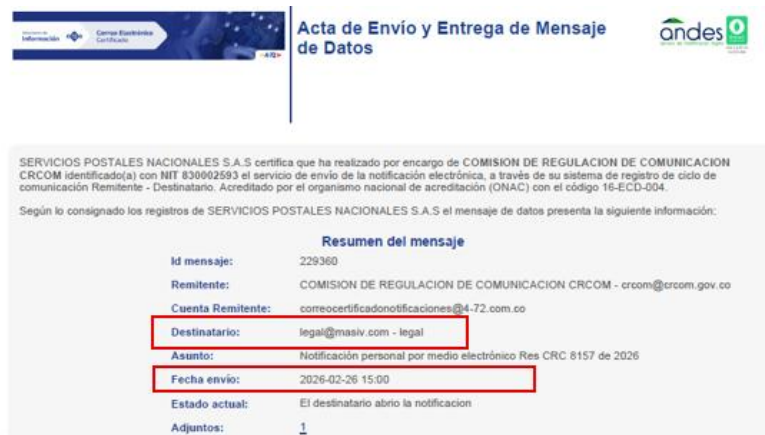 Información
Correo Electrónico
Certificado
4-72
Acta de Envío y Entrega de Mensaje
de Datos
andes
SERVICIOS POSTALES NACIONALES S.A.S certifica que ha realizado por encargo de COMISION DE REGULACION DE COMUNICACION
CRCOM identificado(a) con NIT 830002593 el servicio de envío de la notificación electrónica, a través de su sistema de registro de ciclo de
comunicación Remitente - Destinatario. Acreditado por el organismo nacional de acreditación (ONAC) con el código 16-ECD-004.
Según lo consignado los registros de SERVICIOS POSTALES NACIONALES S.A.S el mensaje de datos presenta la siguiente información:
Resumen del mensaje
Id mensaje: 229360
Remitente: COMISION DE REGULACION DE COMUNICACION CRCOM - crcom@crcom.gov.co
Cuenta Remitente: correocertificadonotificaciones@4-72.com.co
Destinatario: legal@masiv.com - legal
Asunto: Notificación personal por medio electrónico Res CRC 8157 de 2026
Fecha envío: 2026-02-26 15:00
Estado actual: El destinatario abrio la notificacion
Adjuntos: 1